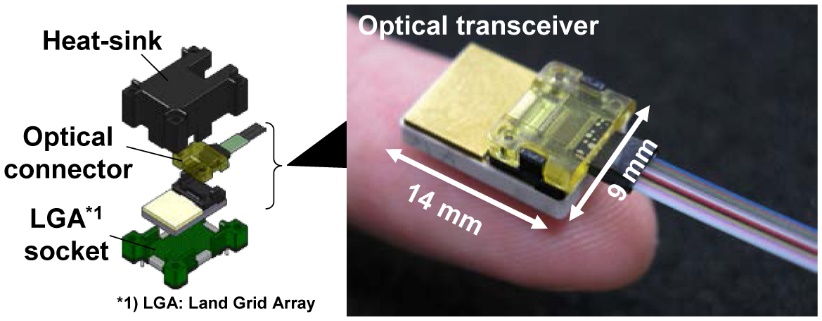 Heat-sink
Optical
connector
LGA*1
socket
*1) LGA: Land Grid Array
Optical transceiver
14 mm
9 mm